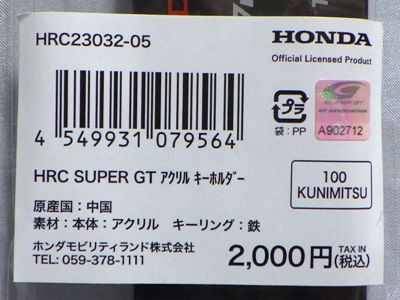 HRC23032-05
HONDA
Official Licensed Product
4 549931 079564
プラ
袋：PP
SUPER GT
GT ASSOCIATION
A902712
HRC SUPER GT ｱｸﾘﾙ ｷｰﾎﾙﾀﾞｰ
100
KUNIMITSU
原産国：中国
素材：本体：アクリル　キーリング：鉄
ホンダモビリティランド株式会社
TEL: 059-378-1111
2,000円 TAX IN (税込)